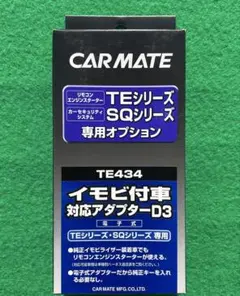 CARMATE
リモコン
エンジンスターター
TEシリーズ
カーセキュリティ
システム
SQシリーズ
専用オプション
TE434
イモビ付車
対応アダプターD3
電子式
TEシリーズ・SQシリーズ 専用
●純正イモビライザー装着車でも
リモコンエンジンスターターが使える。
●電子式アダプターだから純正キーを入れ
る必要なし。
CAR MATE MFG.CO.,LTD.